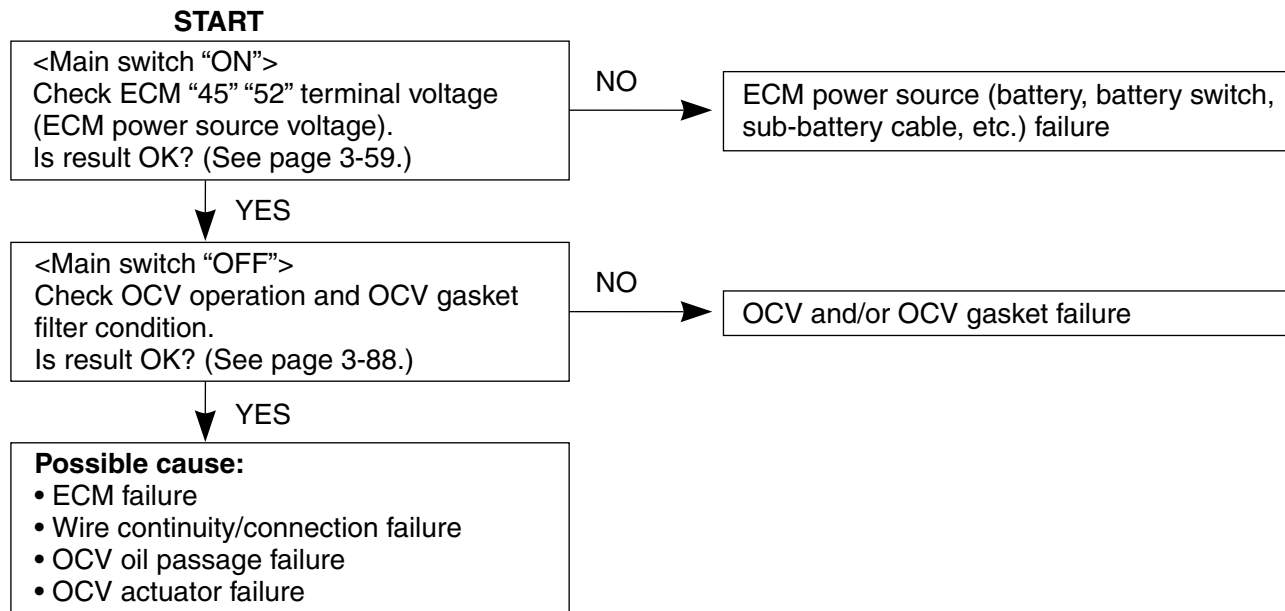 START
<Main switch “ON”>
Check ECM “45” “52” terminal voltage
(ECM power source voltage).
Is result OK? (See page 3-59.)
NO
ECM power source (battery, battery switch,
sub-battery cable, etc.) failure
YES
<Main switch “OFF”>
Check OCV operation and OCV gasket
filter condition.
Is result OK? (See page 3-88.)
NO
OCV and/or OCV gasket failure
YES
Possible cause:
• ECM failure
• Wire continuity/connection failure
• OCV oil passage failure
• OCV actuator failure